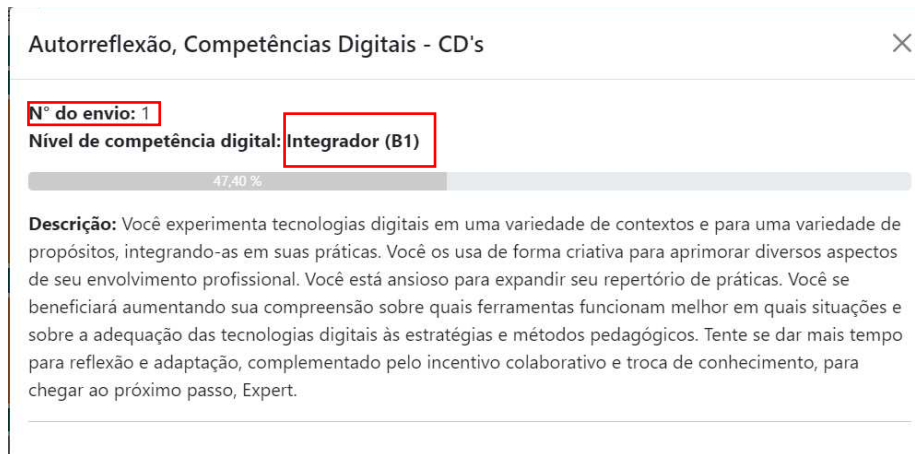 Autorreflexão, Competências Digitais - CD's
N° do envio: 1
Nível de competência digital: Integrador (B1)
47,40 %
Descrição: Você experimenta tecnologias digitais em uma variedade de contextos e para uma variedade de
propósitos, integrando-as em suas práticas. Você os usa de forma criativa para aprimorar diversos aspectos
de seu envolvimento profissional. Você está ansioso para expandir seu repertório de práticas. Você se
beneficiará aumentando sua compreensão sobre quais ferramentas funcionam melhor em quais situações e
sobre a adequação das tecnologias digitais às estratégias e métodos pedagógicos. Tente se dar mais tempo
para reflexão e adaptação, complementado pelo incentivo colaborativo e troca de conhecimento, para
chegar ao próximo passo, Expert.